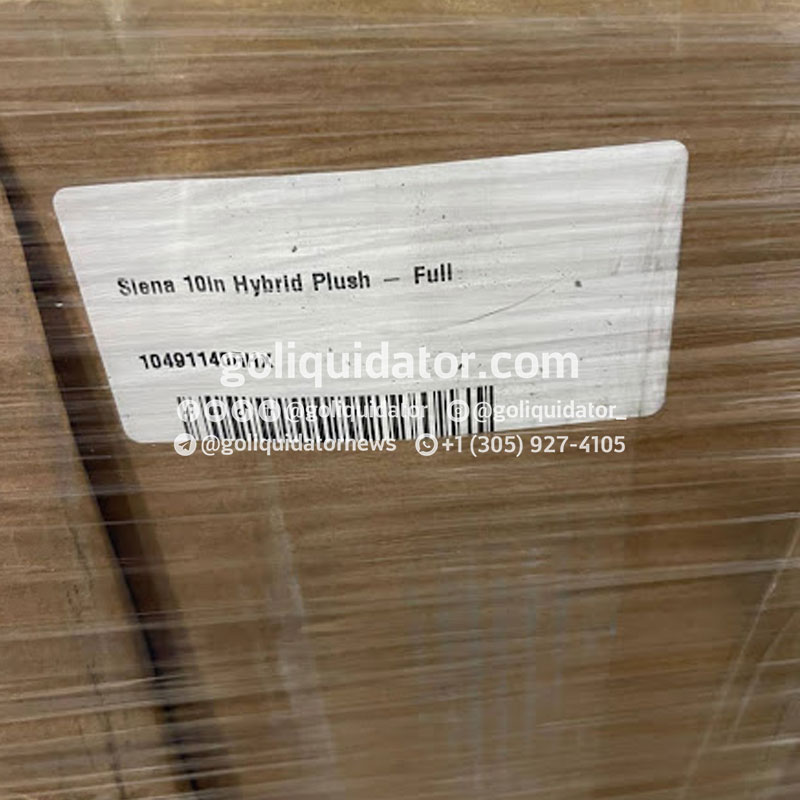 Siena 10in Hybrid Plush – Full
goliquidator.com
@goliquidator @goliquidator_
@goliquidatornews +1 (305) 927-4105